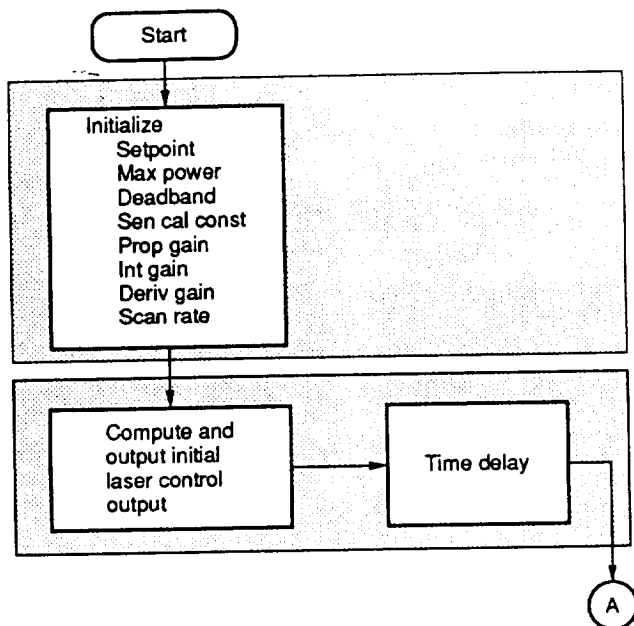 Start
Initialize
Setpoint
Max power
Deadband
Sen cal const
Prop gain
Int gain
Deriv gain
Scan rate
Compute and
output initial
laser control
output
Time delay
A